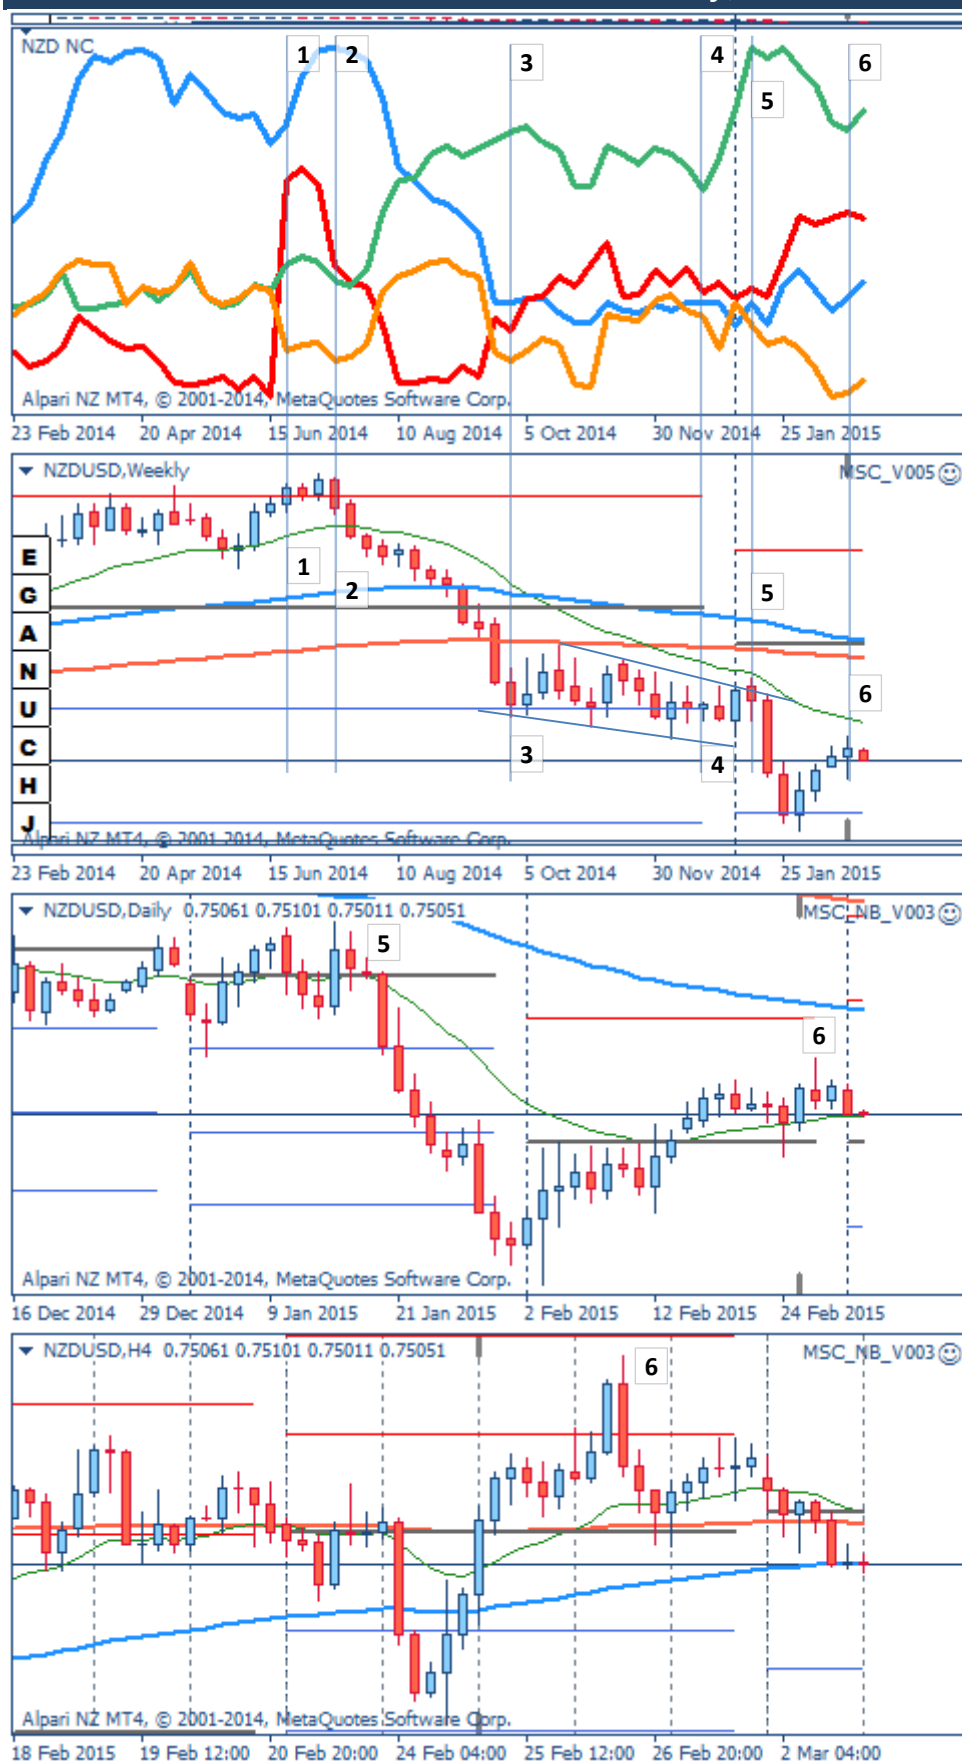 NZD NC
1
2
3
4
5
6
Alpari NZ MT4, © 2001-2014, MetaQuotes Software Corp.
23 Feb 2014 20 Apr 2014 15 Jun 2014 10 Aug 2014 5 Oct 2014 30 Nov 2014 25 Jan 2015
NZDUSD,Weekly MSC_V005
E
G
A
N
U
C
H
J
1
2
3
4
5
6
Alpari NZ MT4, © 2001-2014, MetaQuotes Software Corp.
23 Feb 2014 20 Apr 2014 15 Jun 2014 10 Aug 2014 5 Oct 2014 30 Nov 2014 25 Jan 2015
NZDUSD,Daily 0.75061 0.75101 0.75011 0.75051 MSC_NB_V003
5
6
Alpari NZ MT4, © 2001-2014, MetaQuotes Software Corp.
16 Dec 2014 29 Dec 2014 9 Jan 2015 21 Jan 2015 2 Feb 2015 12 Feb 2015 24 Feb 2015
NZDUSD,H4 0.75061 0.75101 0.75011 0.75051 MSC_NB_V003
6
Alpari NZ MT4, © 2001-2014, MetaQuotes Software Corp.
18 Feb 2015 19 Feb 12:00 20 Feb 20:00 24 Feb 04:00 25 Feb 12:00 26 Feb 20:00 2 Mar 04:00